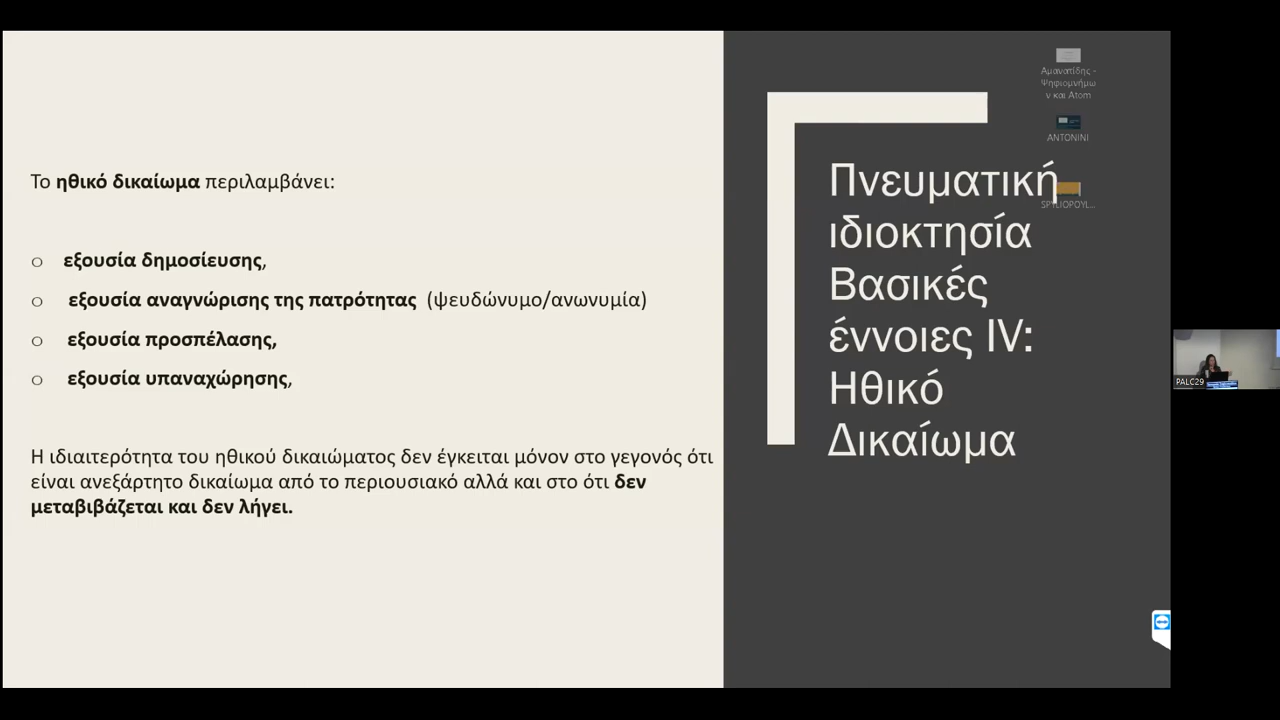 Το ηθικό δικαίωμα περιλαμβάνει:
o εξουσία δημοσίευσης,
o εξουσία αναγνώρισης της πατρότητας (ψευδώνυμο/ανωνυμία)
o εξουσία προσπέλασης,
o εξουσία υπαναχώρησης,
Η ιδιαιτερότητα του ηθικού δικαιώματος δεν έγκειται μόνον στο γεγονός ότι
είναι ανεξάρτητο δικαίωμα από το περιουσιακό αλλά και στο ότι δεν
μεταβιβάζεται και δεν λήγει.
Πνευματική
ιδιοκτησία
Βασικές
έννοιες IV:
Ηθικό
Δικαίωμα
Αμανατίδης -
Ψηφιομνήμω
ν και Atom
ANTONINI
SPYLIOPOYL...
PALC29